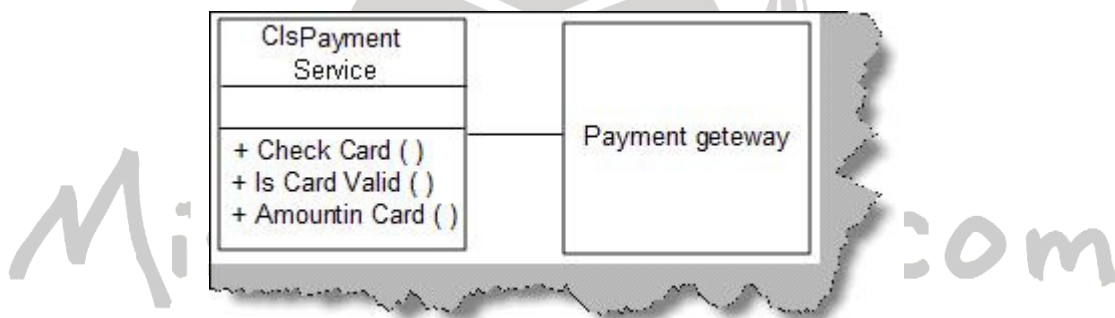 ClsPayment
Service
+ Check Card ( )
+ Is Card Valid ( )
+ Amountin Card ( )
Payment geteway